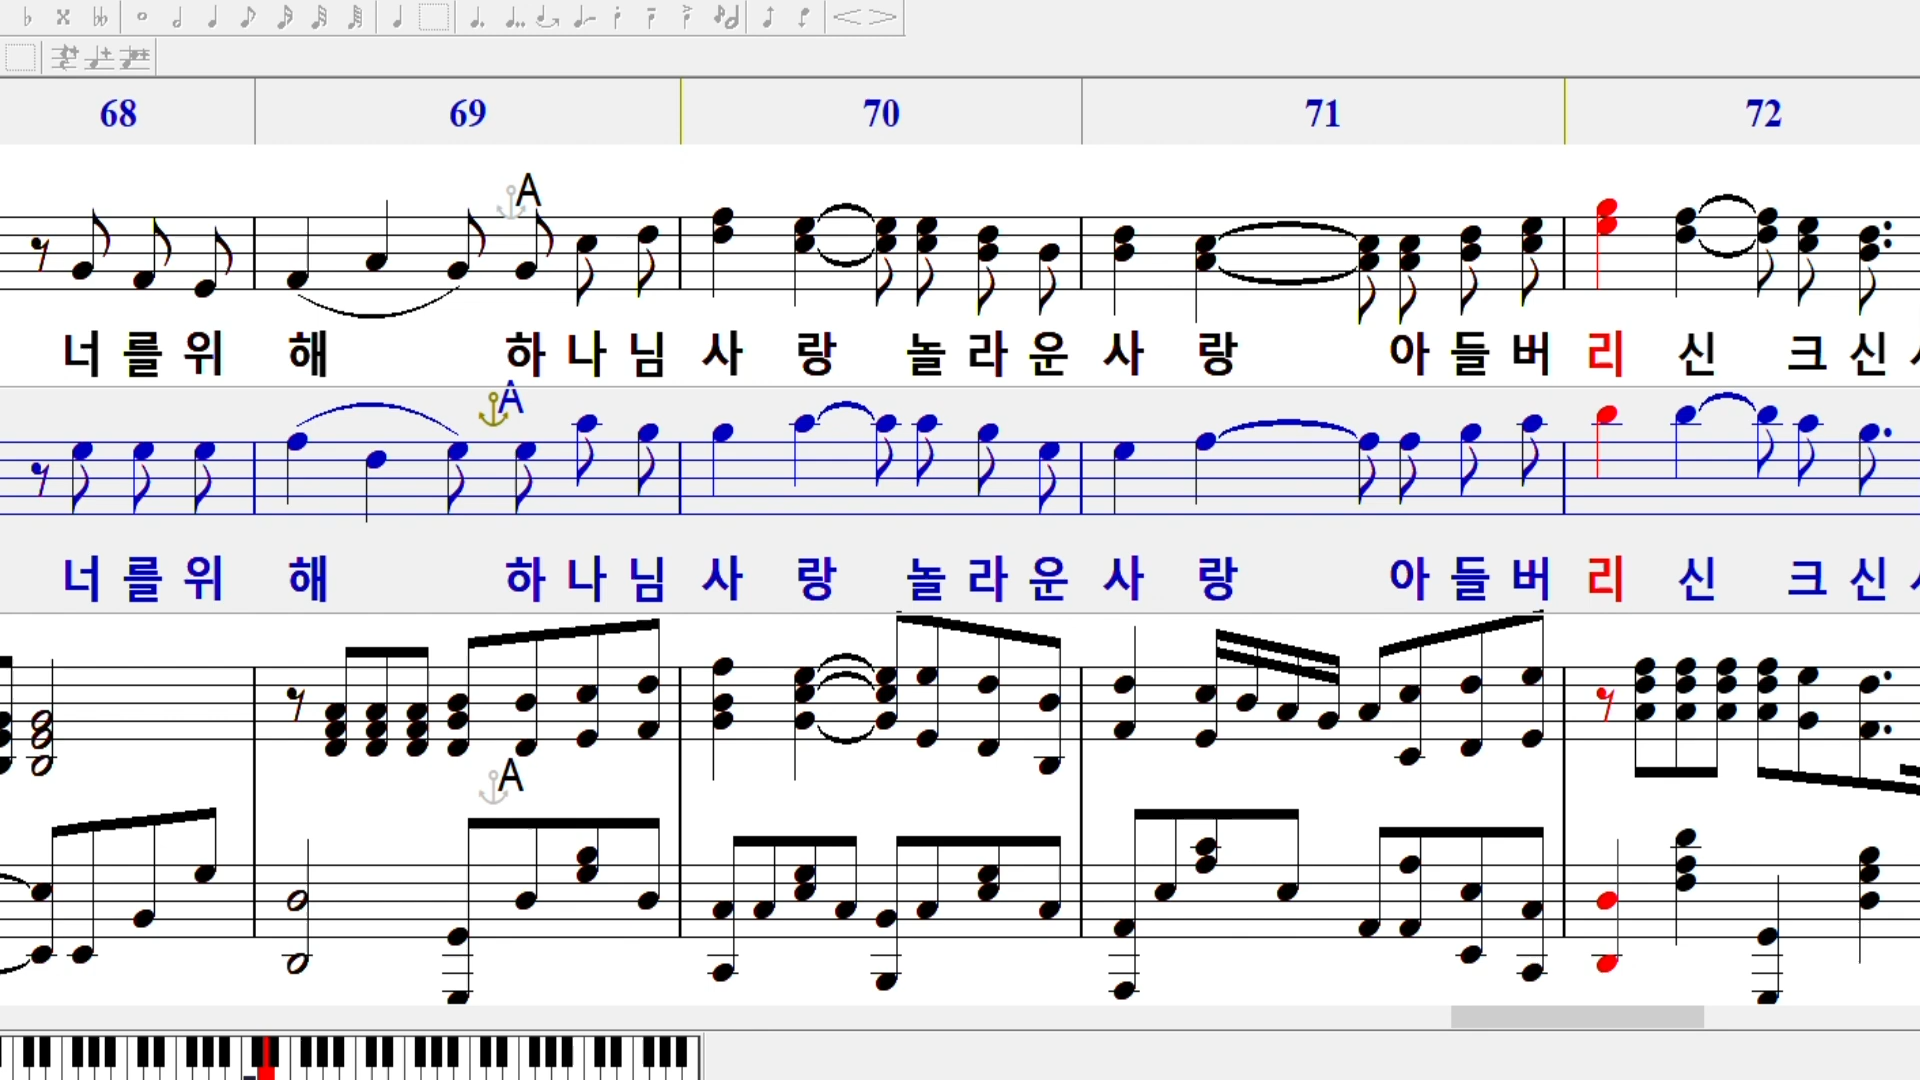 68 69 70 71 72
A
너 를 위 해 하 나 님 사 랑 놀 라 운 사 랑 아 들 버 리 신 크 신
A
너 를 위 해 하 나 님 사 랑 놀 라 운 사 랑 아 들 버 리 신 크 신
A